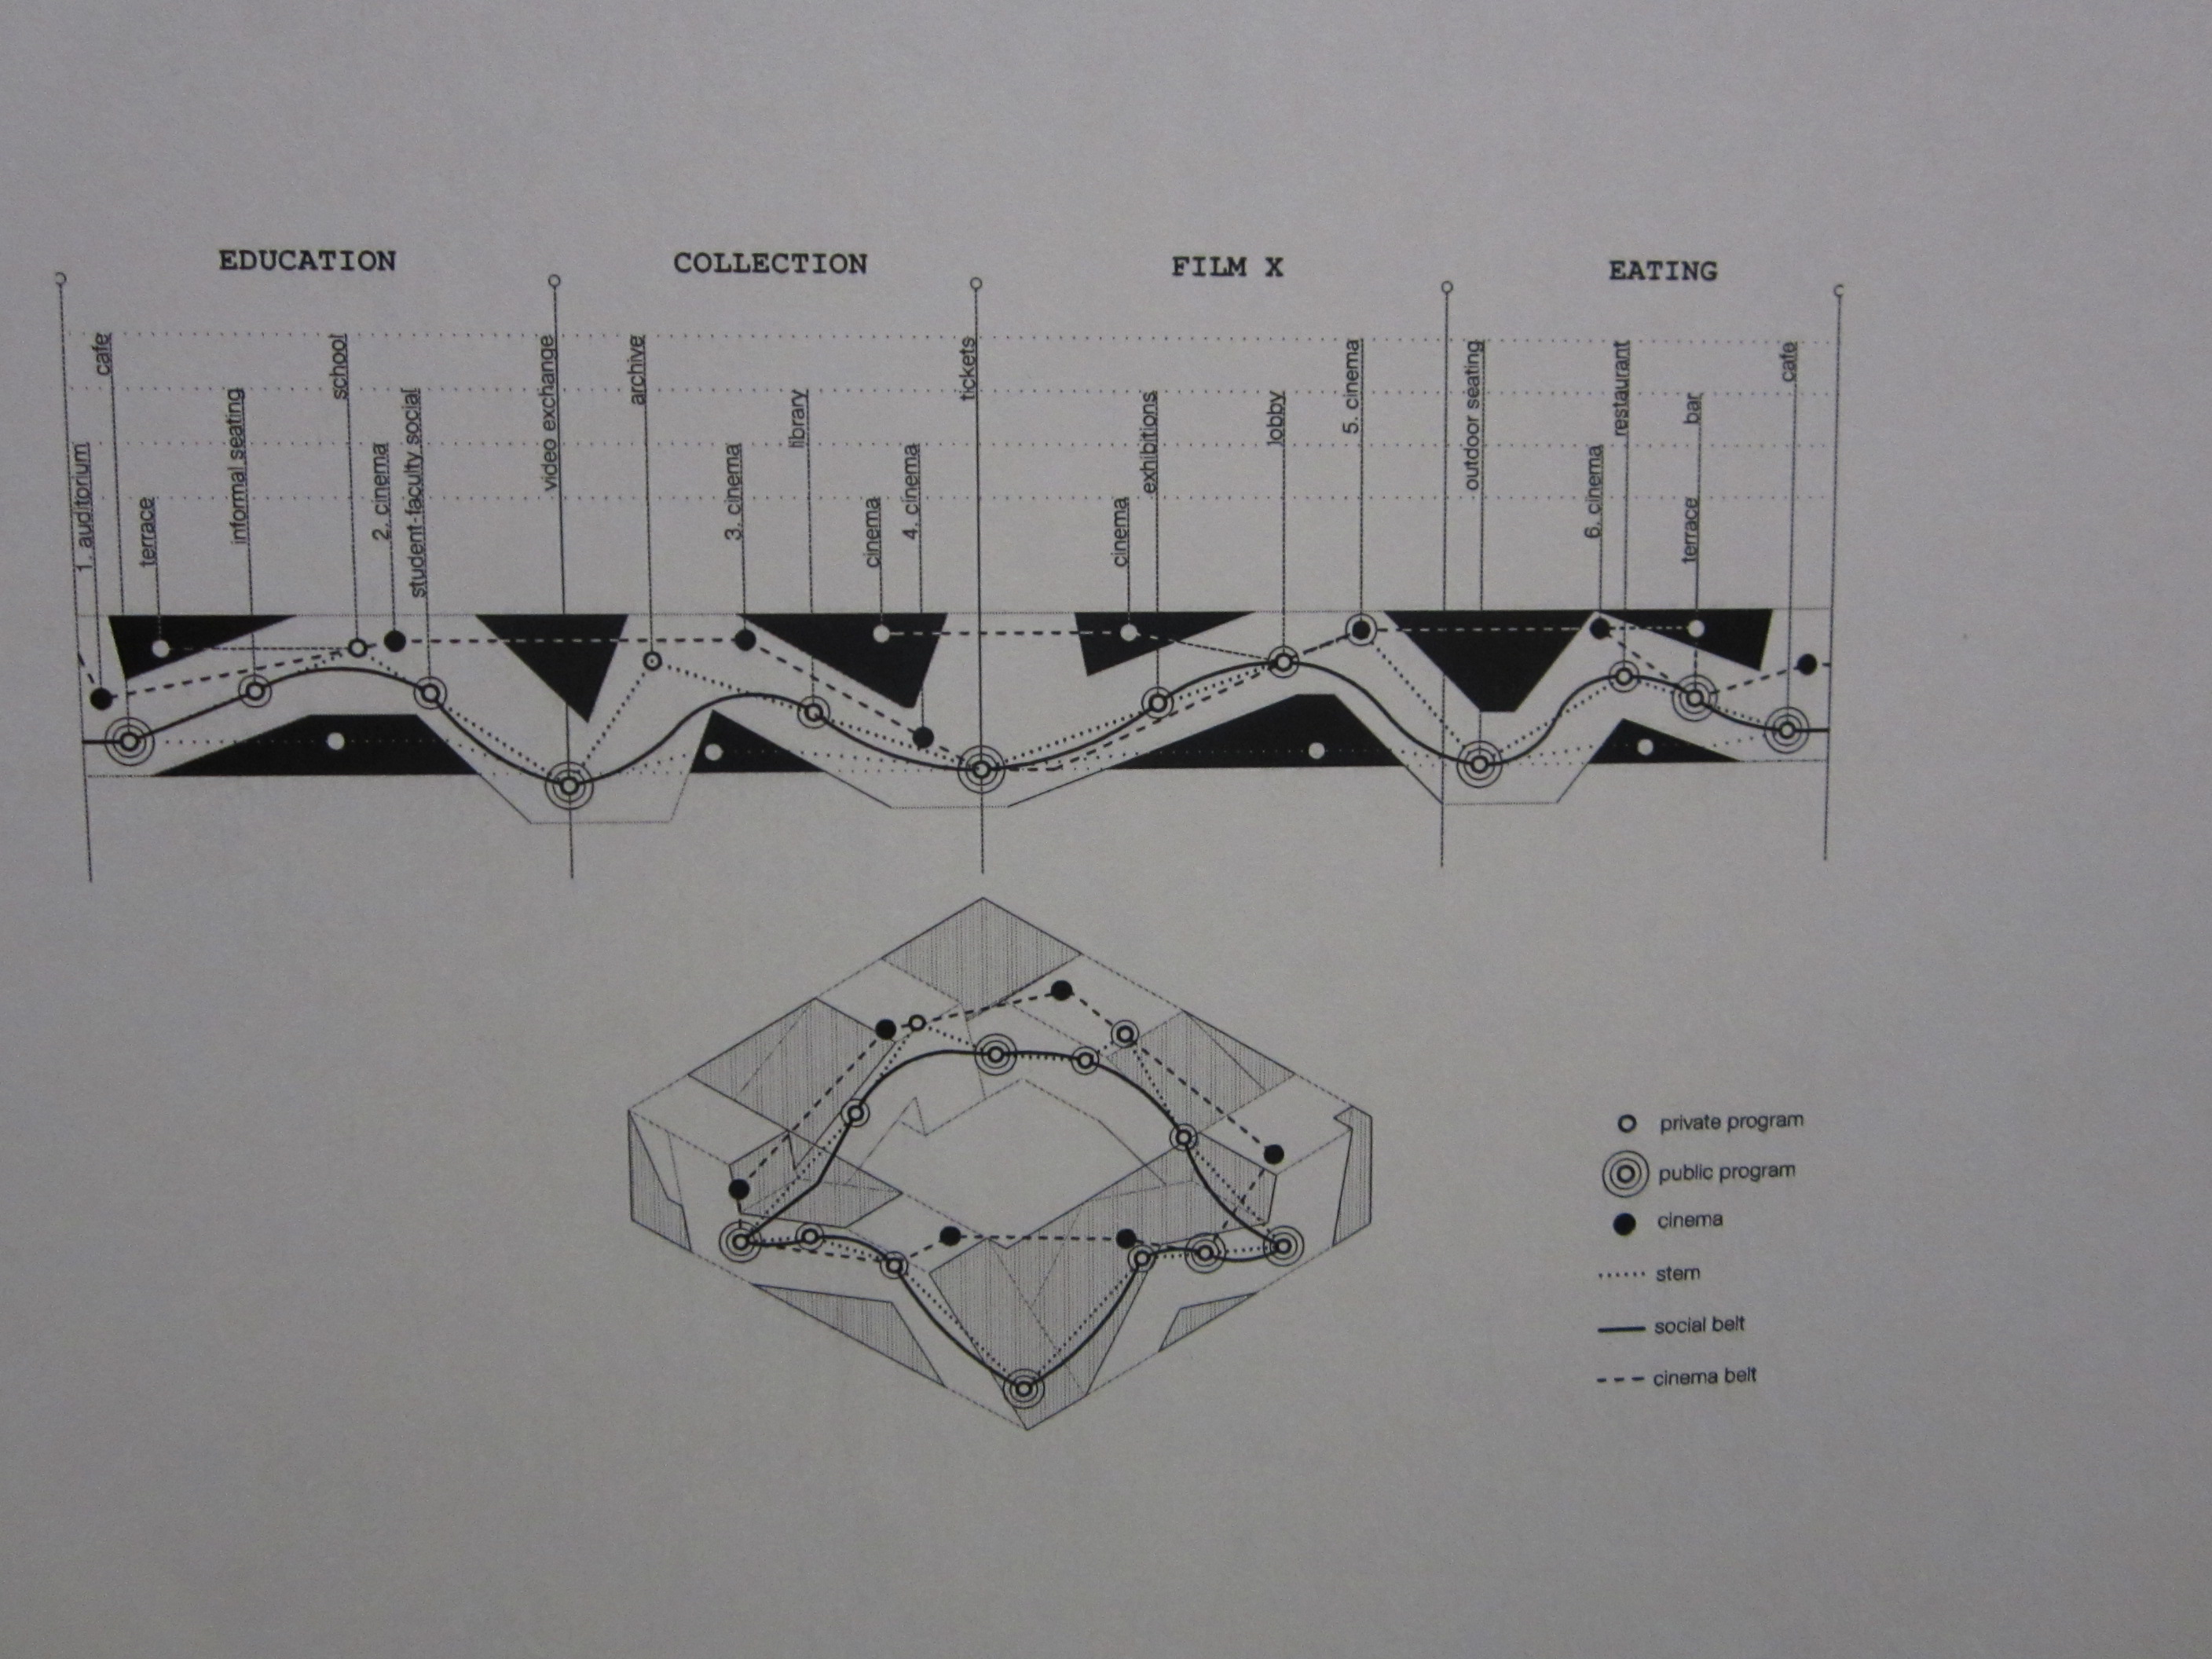 EDUCATION
COLLECTION
FILM X
EATING
1. auditorium
cafe
terrace
informal seating
school
2. cinema
student-faculty social
video exchange
archive
3. cinema
library
cinema
4. cinema
tickets
cinema
exhibitions
lobby
5. cinema
outdoor seating
6. cinema
restaurant
terrace
bar
cafe
private program
public program
cinema
stem
social belt
cinema belt